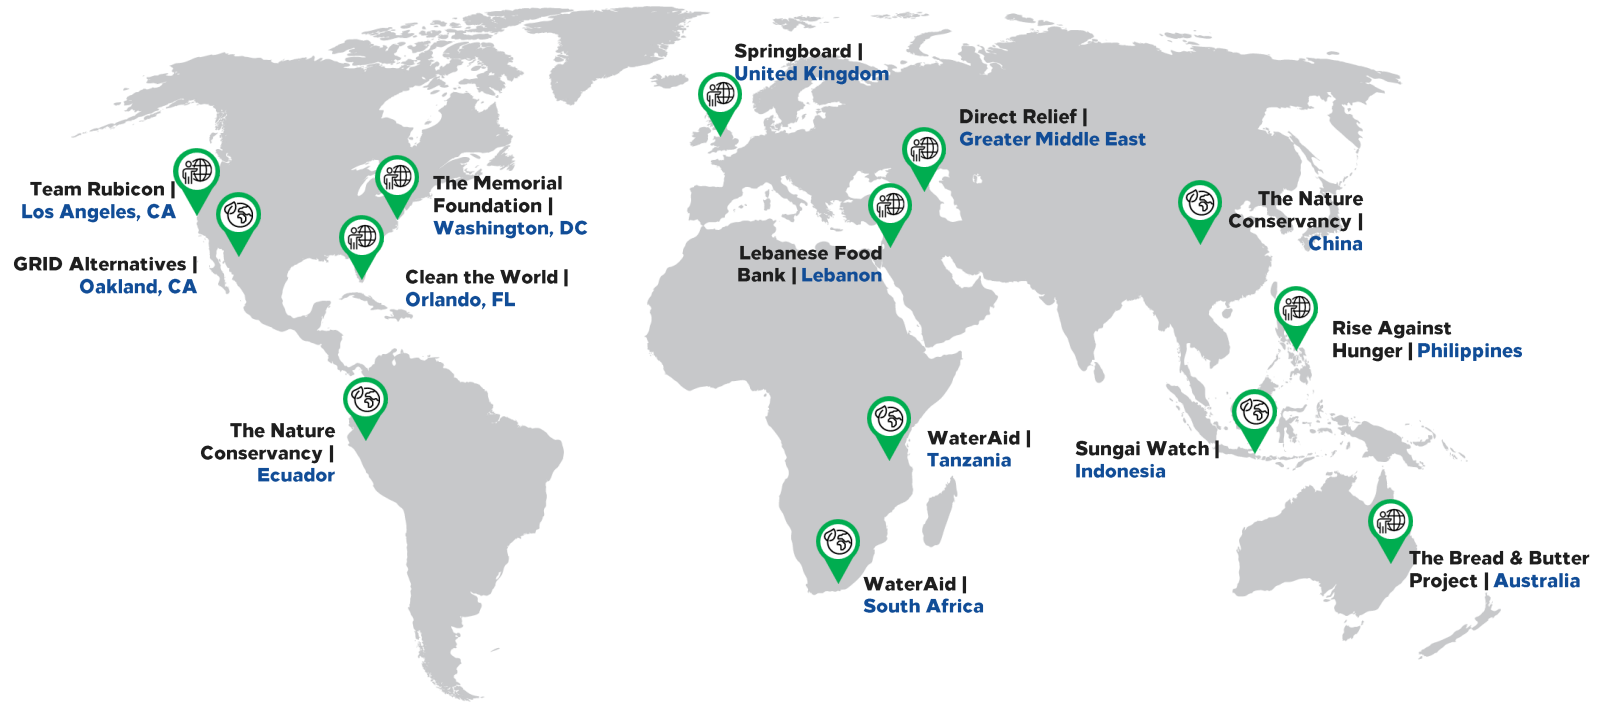 Springboard |
United Kingdom
Direct Relief |
Greater Middle East
Team Rubicon |
Los Angeles, CA
The Memorial
Foundation |
Washington, DC
The Nature
Conservancy |
China
GRID Alternatives |
Oakland, CA
Clean the World |
Orlando, FL
Lebanese Food
Bank | Lebanon
Rise Against
Hunger | Philippines
The Nature
Conservancy |
Ecuador
WaterAid |
Tanzania
Sungai Watch |
Indonesia
WaterAid |
South Africa
The Bread & Butter
Project | Australia